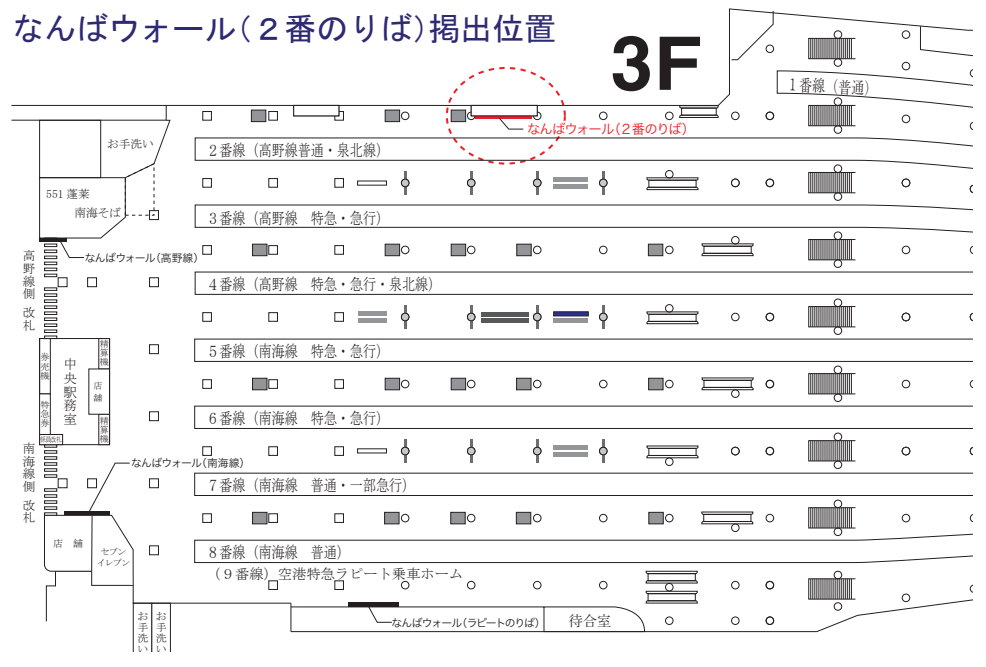 なんばウォール(２番のりば)掲出位置
3F
1番線（普通）
なんばウォール(２番のりば)
お手洗い
2番線（高野線普通・泉北線）
551 蓬莱
南海そば
3番線（高野線　特急・急行）
なんばウォール(高野線)
高野線側 改札
4番線（高野線　特急・急行・泉北線）
精算機
券売機
中央駅務室
店舗
5番線（南海線　特急・急行）
特急券
精算機
6番線（南海線　特急・急行）
南海線側 改札
なんばウォール(南海線)
7番線（南海線　普通・一部急行）
店 舗
セブン
イレブン
8番線（南海線　普通）
（９番線）空港特急ラピート乗車ホーム
なんばウォール(ラピートのりば)
待合室
お手洗い
お手洗い